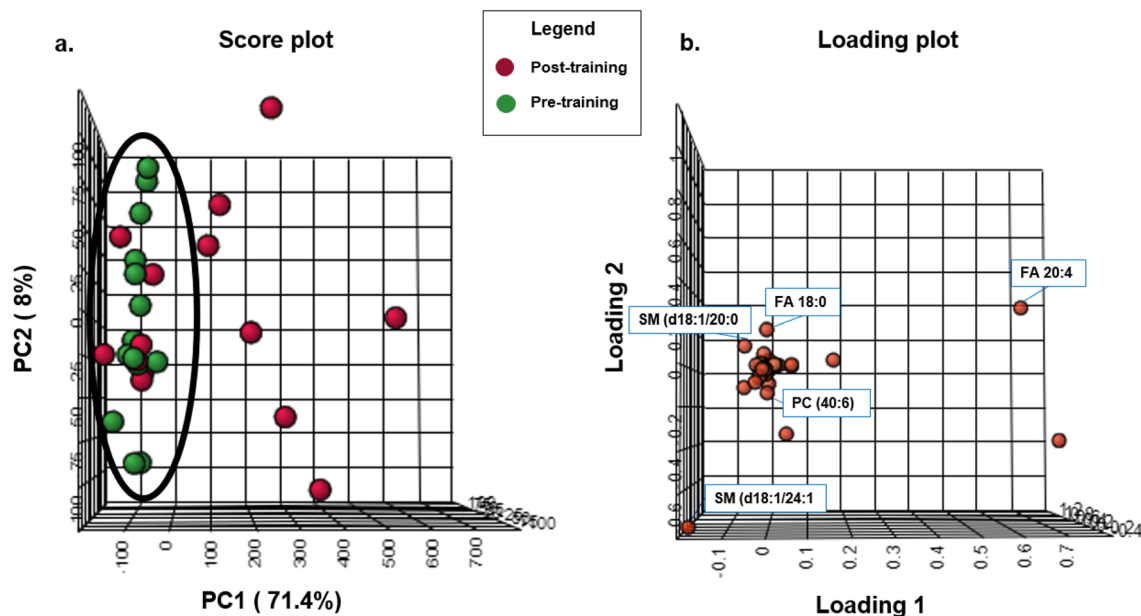 a.
Score plot
Legend
Post-training
Pre-training
b.
Loading plot
PC2 ( 8%)
100
75
50
25
0
25
50
75
100
-100
0
100
200
300
400
500
600
700
PC1 ( 71.4%)
Loading 2
1
0.8
0.6
0.4
0.2
0
0.2
0.4
0.6
FA 20:4
FA 18:0
SM (d18:1/20:0
PC (40:6)
SM (d18:1/24:1
-0.1
0
0.1
0.2
0.3
0.4
0.5
0.6
0.7
Loading 1